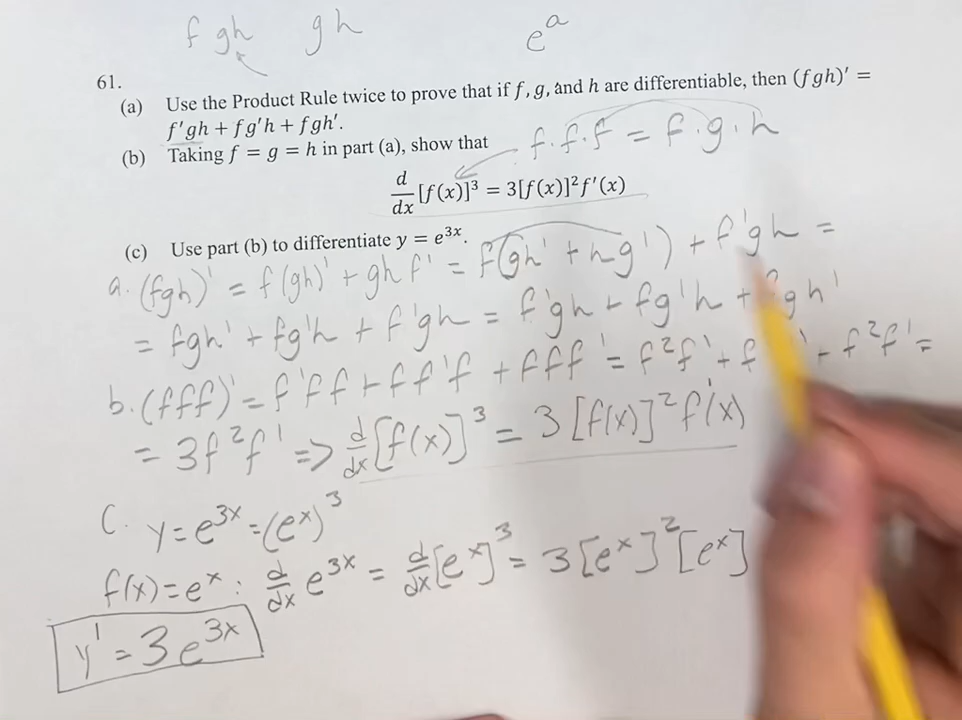 f gh gh e^a
61.
(a) Use the Product Rule twice to prove that if f, g, and h are differentiable, then (fgh)' =
f'gh + fg'h + fgh'.
(b) Taking f = g = h in part (a), show that
f·f·f = f·g·h
d/dx [f(x)]³ = 3[f(x)]²f'(x)
(c) Use part (b) to differentiate y = e^{3x}.
a. (fgh)' = f(gh)' + gh f' = f(gh' + hg') + f'gh =
= fgh' + fg'h + f'gh = f'gh + fg'h + gh'
b. (fff)' = f'ff + ff'f + fff' = f²f' + f + f²f' =
= 3f²f' => d/dx [f(x)]³ = 3[f(x)]²f'(x)
C. y = e^{3x} = (e^x)³
f(x) = e^x : d/dx e^{3x} = d/dx [e^x]³ = 3[e^x]²[e^x]
y' = 3e^{3x}